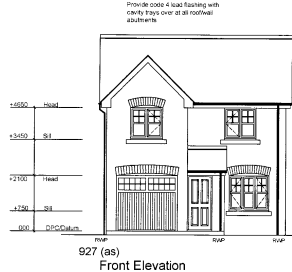 Provide code 4 lead flashing with
cavity trays over at all roof/wall
abutments
+4650 Head
+3450 Sill
+2100 Head
+750 Sill
000 DPC/Datum
RWP RWP RWP
927 (as)
Front Elevation